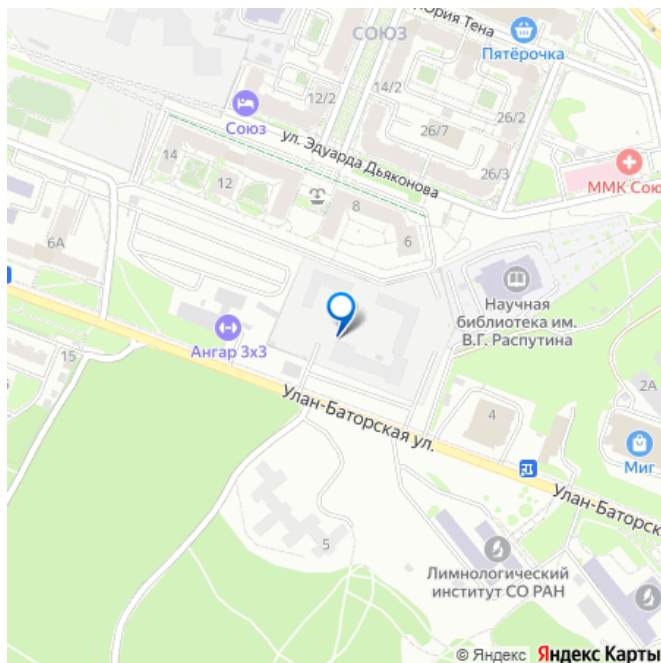 Юрия Тена
СОЮЗ
Пятёрочка
12/2
14/2
26/2
Союз
ул. Эдуарда Дьяконова
26/7
26/3
14
12
ММК Сою
8
6
6А
Научная
библиотека им.
В.Г. Распутина
Ангар 3х3
15
2А
Улан-Баторская ул.
4
Миг
Улан-Баторск
5
Лимнологический
институт СО РАН
© Яндекс Яндекс Карты